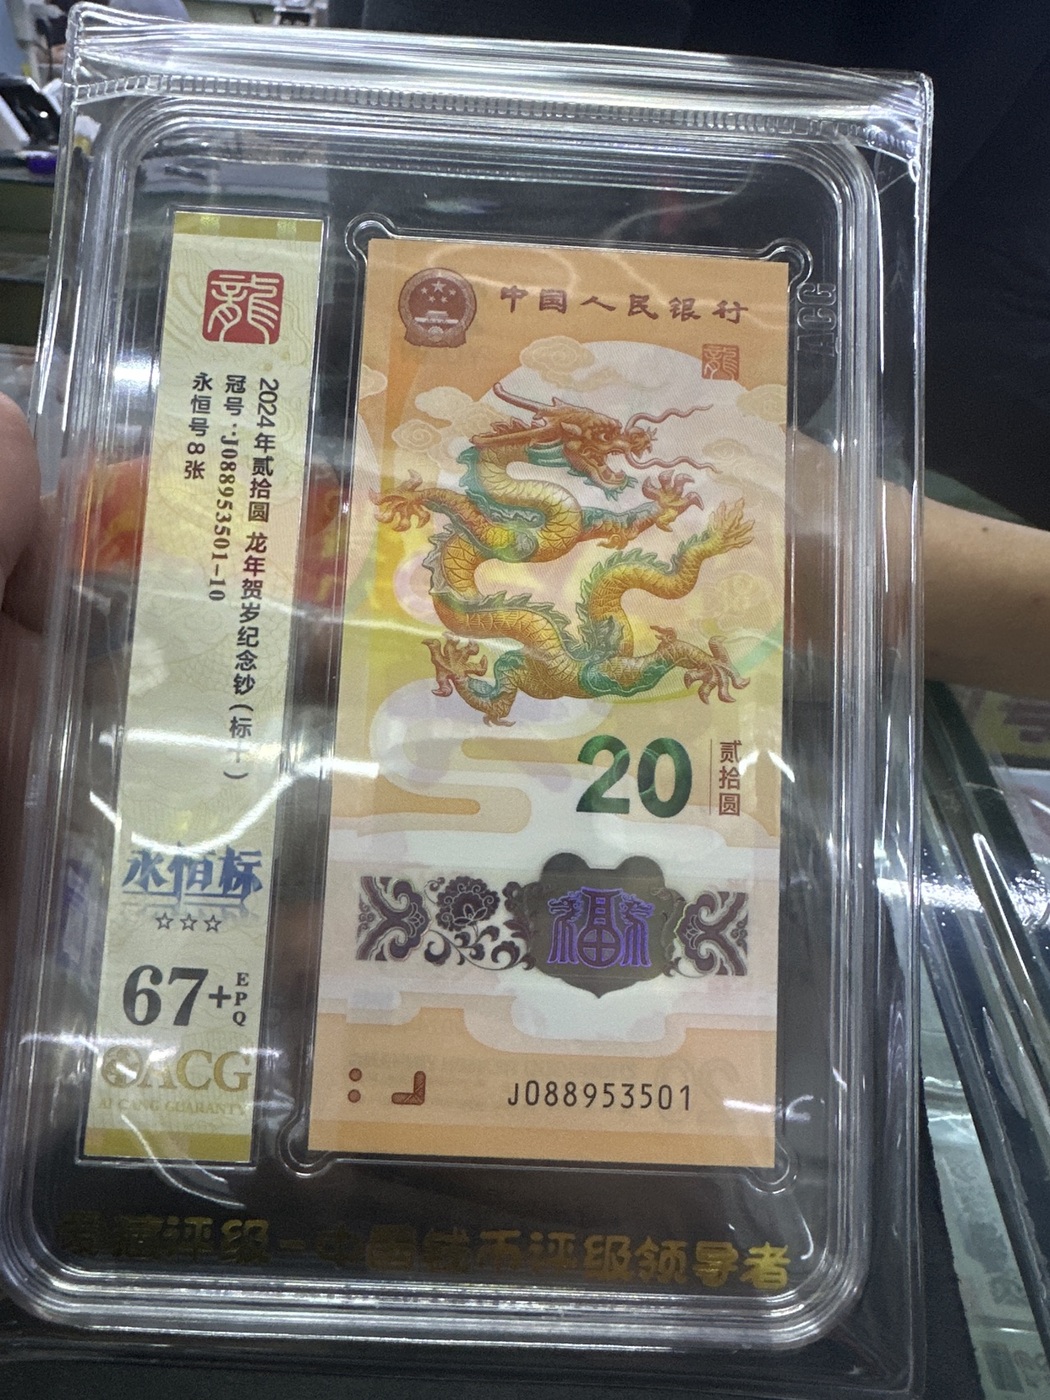 龍
2024年贰拾圆 龙年贺岁纪念钞(标十)
冠号:J088953501-10
永恒号8张
永恒标
☆☆☆
67+
EPQ
ACG
AI CANG GUARANTY
中国人民银行
龍
20
贰拾圆
福
J088953501
ACG
评级-中国钱币评级领导者